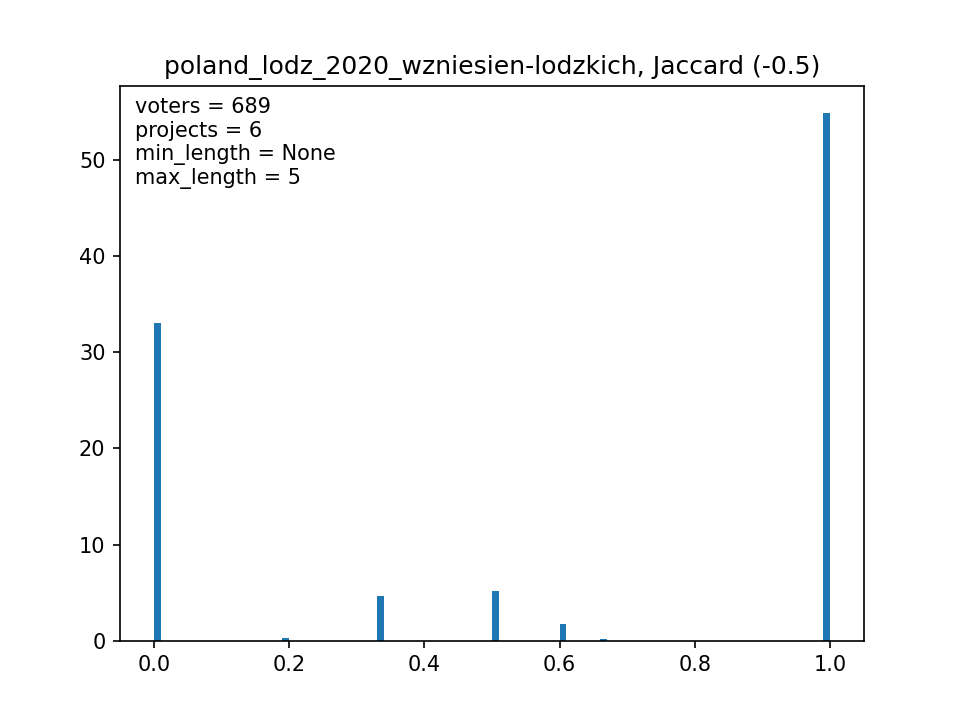 poland_lodz_2020_wzniesien-lodzkich, Jaccard (-0.5)
voters = 689
projects = 6
min_length = None
max_length = 5
50
40
30
20
10
0
0.0 0.2 0.4 0.6 0.8 1.0